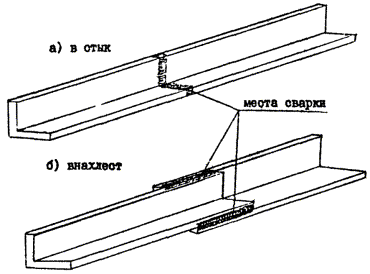 а) в стык
места сварки
б) внахлест